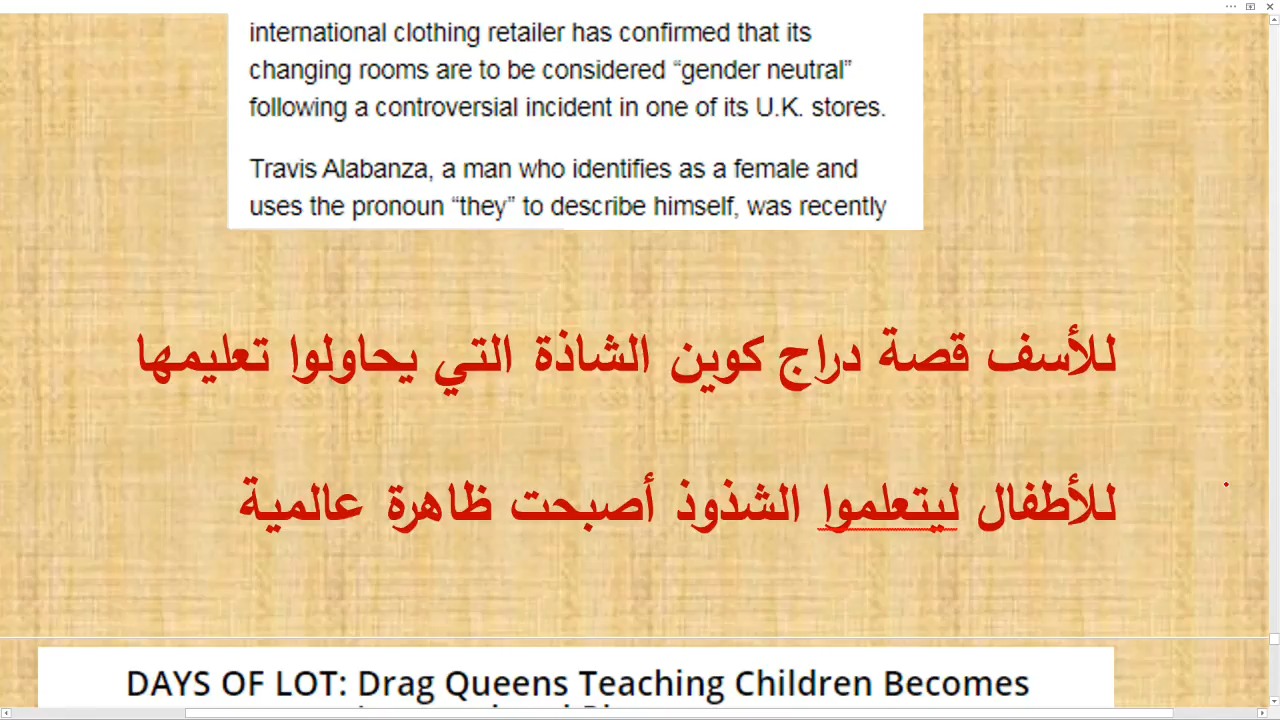 international clothing retailer has confirmed that its
changing rooms are to be considered “gender neutral”
following a controversial incident in one of its U.K. stores.
Travis Alabanza, a man who identifies as a female and
uses the pronoun “they” to describe himself, was recently
للأسف قصة دراج كوين الشاذة التي يحاولوا تعليمها
للأطفال ليتعلموا الشذوذ أصبحت ظاهرة عالمية
DAYS OF LOT: Drag Queens Teaching Children Becomes